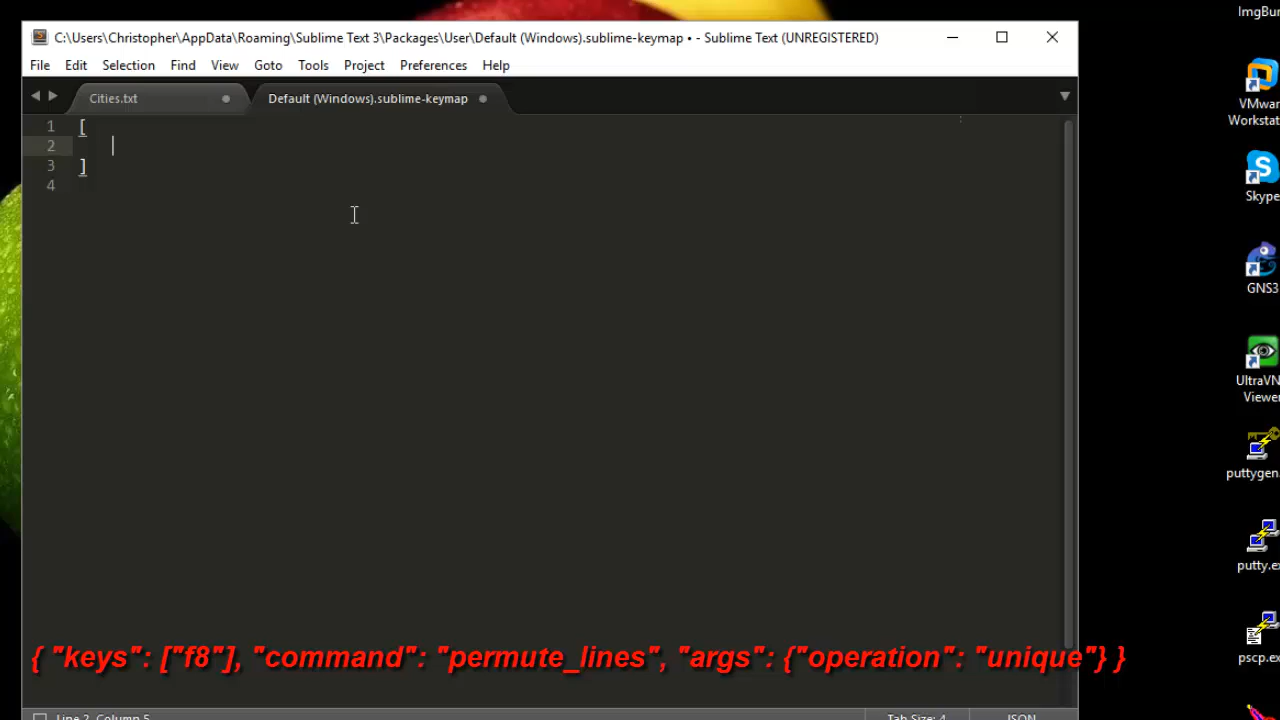 ImgBur
C:\Users\Christopher\AppData\Roaming\Sublime Text 3\Packages\User\Default (Windows).sublime-keymap • - Sublime Text (UNREGISTERED)
File Edit Selection Find View Goto Tools Project Preferences Help
Cities.txt
Default (Windows).sublime-keymap
1 [
2
3 ]
4
VMwar
Workstat
Skype
GNS3
UltraVN
Viewer
puttygen.
putty.ex
pscp.ex
{ "keys": ["f8"], "command": "permute_lines", "args": {"operation": "unique"} }
Line 2, Column 5
Tab Size: 4
JSON